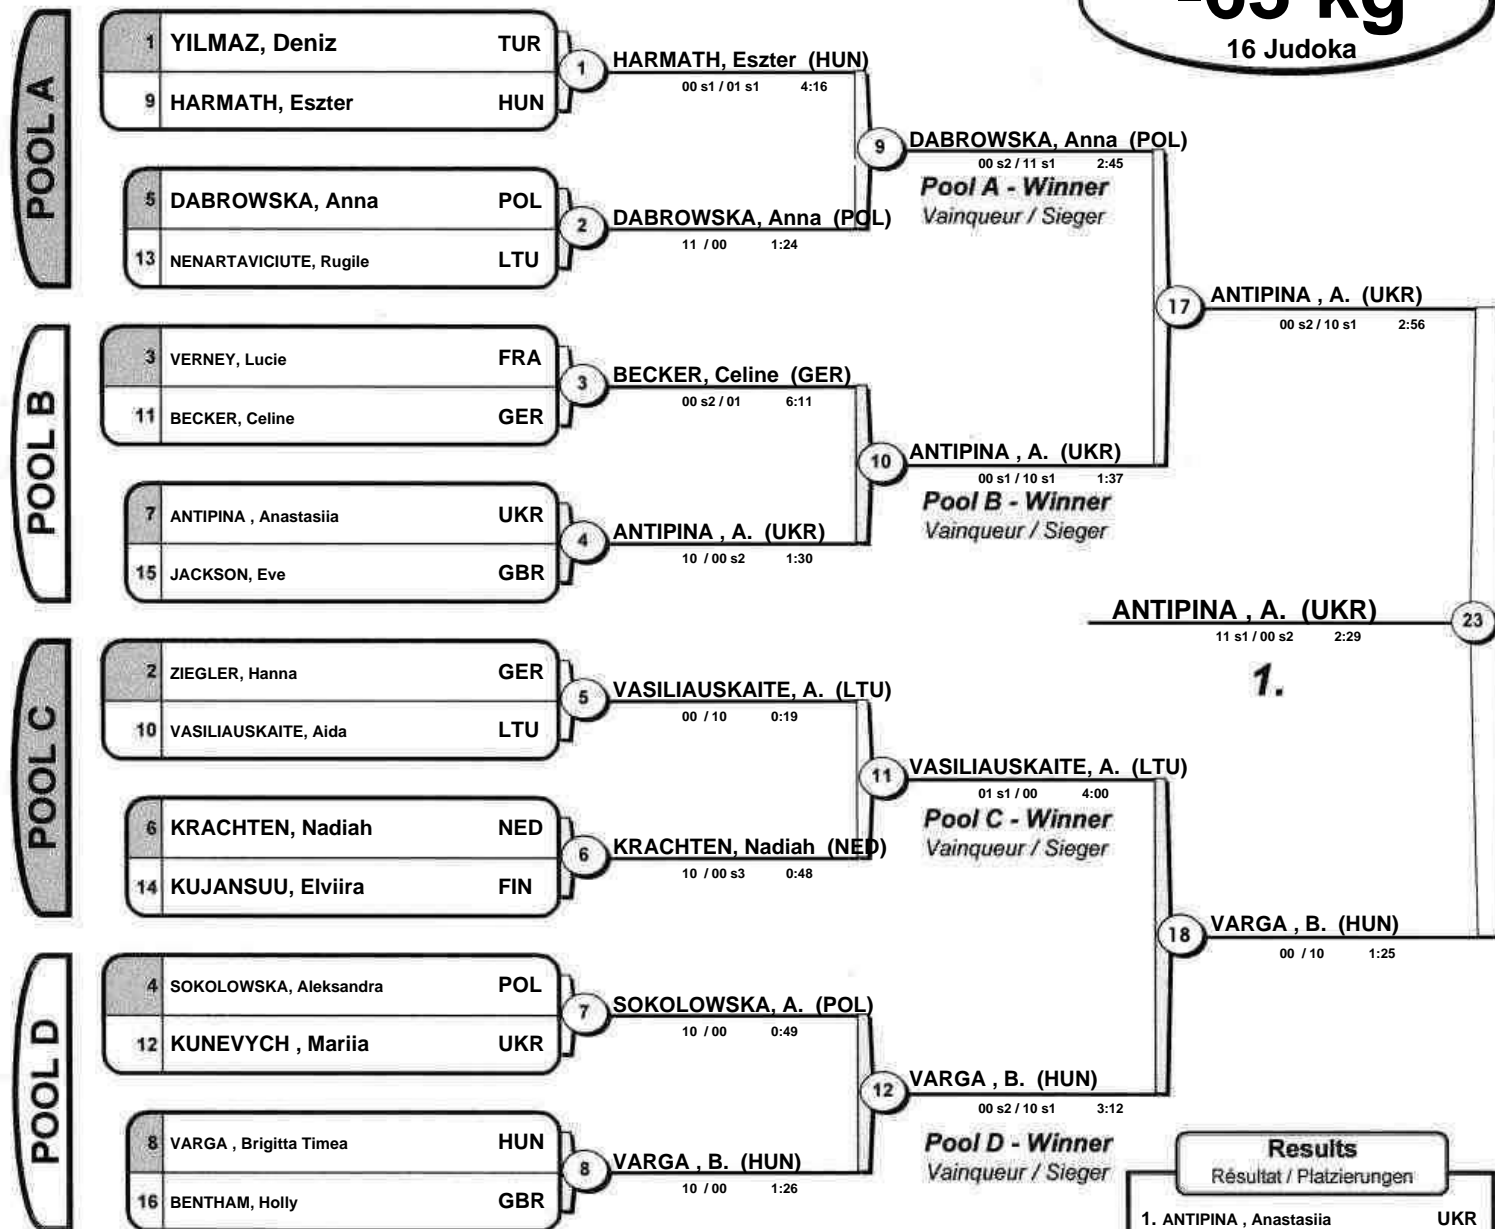 -63 kg
16 Judoka
POOL A
1 YILMAZ, Deniz TUR
9 HARMATH, Eszter HUN
1
HARMATH, Eszter (HUN)
00 s1 / 01 s1 4:16
5 DABROWSKA, Anna POL
13 NENARTAVICIUTE, Rugile LTU
2
DABROWSKA, Anna (POL)
11 / 00 1:24
9
DABROWSKA, Anna (POL)
00 s2 / 11 s1 2:45
Pool A - Winner
Vainqueur / Sieger
POOL B
3 VERNEY, Lucie FRA
11 BECKER, Celine GER
3
BECKER, Celine (GER)
00 s2 / 01 6:11
7 ANTIPINA , Anastasiia UKR
15 JACKSON, Eve GBR
4
ANTIPINA , A. (UKR)
10 / 00 s2 1:30
10
ANTIPINA , A. (UKR)
00 s1 / 10 s1 1:37
Pool B - Winner
Vainqueur / Sieger
17
ANTIPINA , A. (UKR)
00 s2 / 10 s1 2:56
ANTIPINA , A. (UKR)
11 s1 / 00 s2 2:29
23
1.
POOL C
2 ZIEGLER, Hanna GER
10 VASILIAUSKAITE, Aida LTU
5
VASILIAUSKAITE, A. (LTU)
00 / 10 0:19
6 KRACHTEN, Nadiah NED
14 KUJANSUU, Elviira FIN
6
KRACHTEN, Nadiah (NED)
10 / 00 s3 0:48
11
VASILIAUSKAITE, A. (LTU)
01 s1 / 00 4:00
Pool C - Winner
Vainqueur / Sieger
POOL D
4 SOKOLOWSKA, Aleksandra POL
12 KUNEVYCH , Mariia UKR
7
SOKOLOWSKA, A. (POL)
10 / 00 0:49
8 VARGA , Brigitta Timea HUN
16 BENTHAM, Holly GBR
8
VARGA , B. (HUN)
10 / 00 1:26
12
VARGA , B. (HUN)
00 s2 / 10 s1 3:12
Pool D - Winner
Vainqueur / Sieger
18
VARGA , B. (HUN)
00 / 10 1:25
Results
Résultat / Platzierungen
1. ANTIPINA , Anastasiia UKR